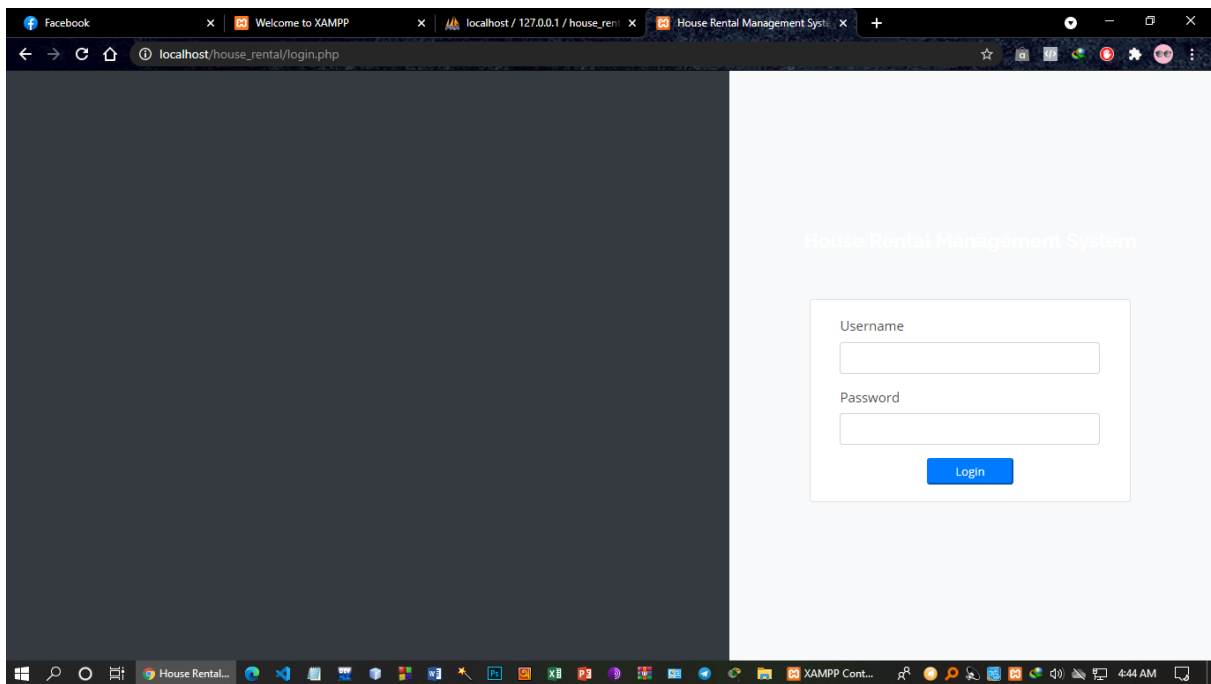 Facebook
Welcome to XAMPP
localhost / 127.0.0.1 / house_ren
House Rental Management Syste
localhost/house_rental/login.php
House Rental Management System
Username
Password
Login
House Rental...
XAMPP Cont...
4:44 AM